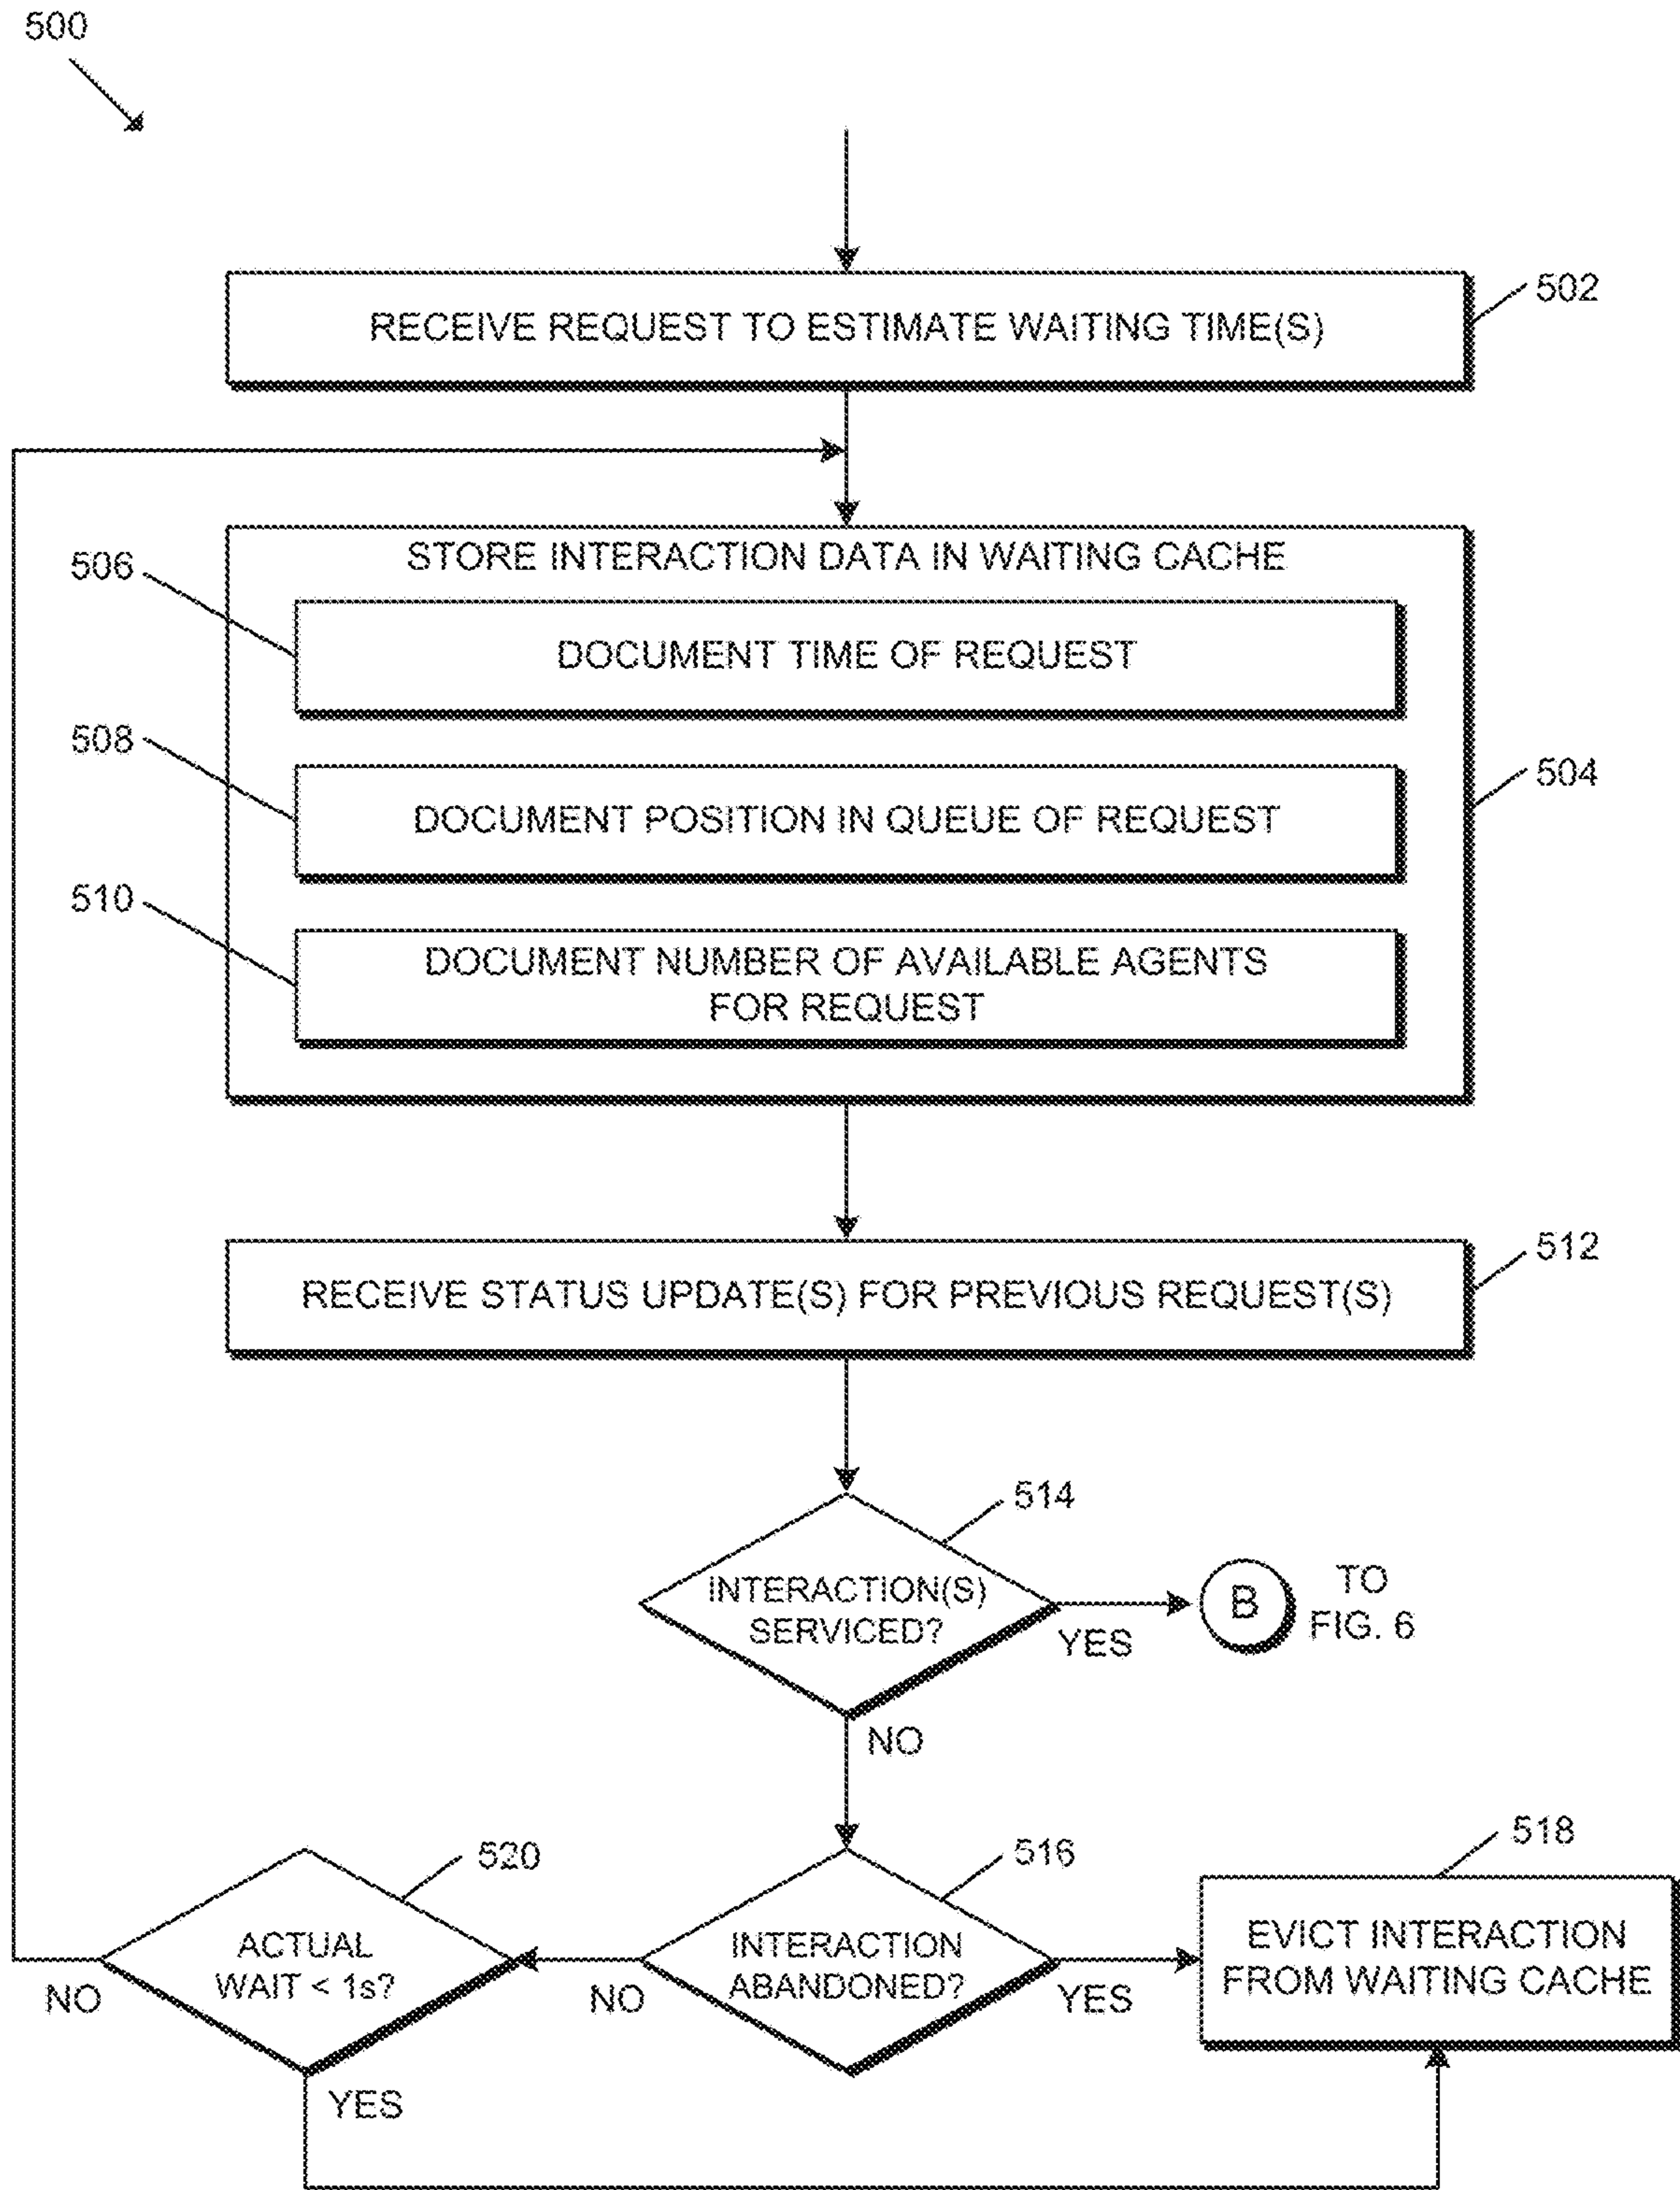 500
RECEIVE REQUEST TO ESTIMATE WAITING TIME(S)
502
STORE INTERACTION DATA IN WAITING CACHE
504
506
DOCUMENT TIME OF REQUEST
508
DOCUMENT POSITION IN QUEUE OF REQUEST
510
DOCUMENT NUMBER OF AVAILABLE AGENTS
FOR REQUEST
RECEIVE STATUS UPDATE(S) FOR PREVIOUS REQUEST(S)
512
514
INTERACTION(S)
SERVICED?
YES
B
TO
FIG. 6
NO
516
INTERACTION
ABANDONED?
YES
518
EVICT INTERACTION
FROM WAITING CACHE
NO
520
ACTUAL
WAIT < 1s?
NO
YES